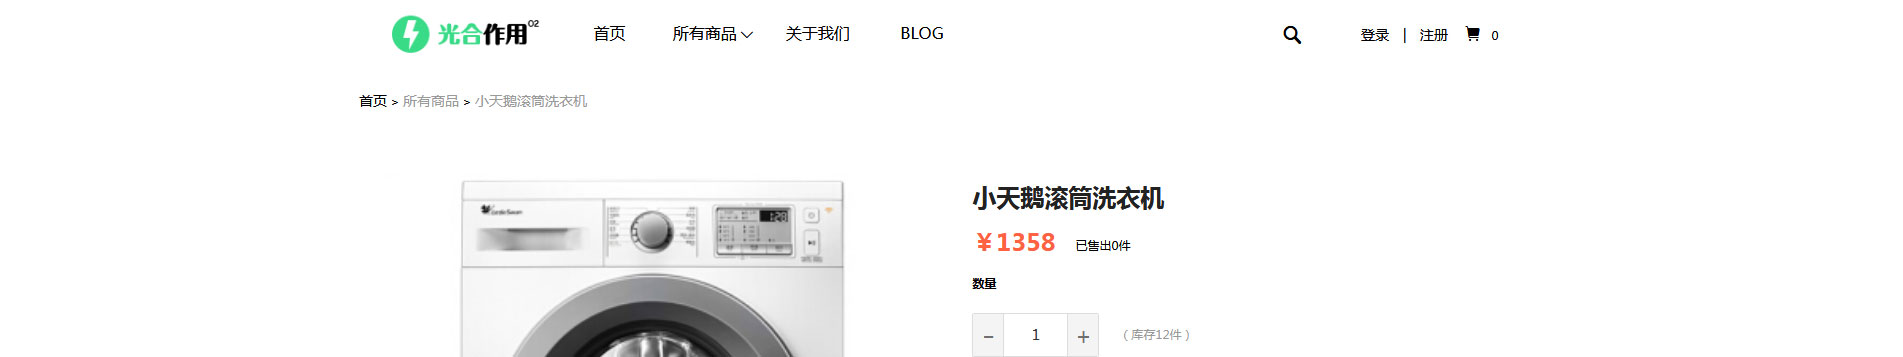 光合作用O2 首页 所有商品 关于我们 BLOG 登录 | 注册 0
首页 > 所有商品 > 小天鹅滚筒洗衣机
小天鹅滚筒洗衣机
LittleSwan
¥1358 已售出0件
数量
- 1 + (库存12件)